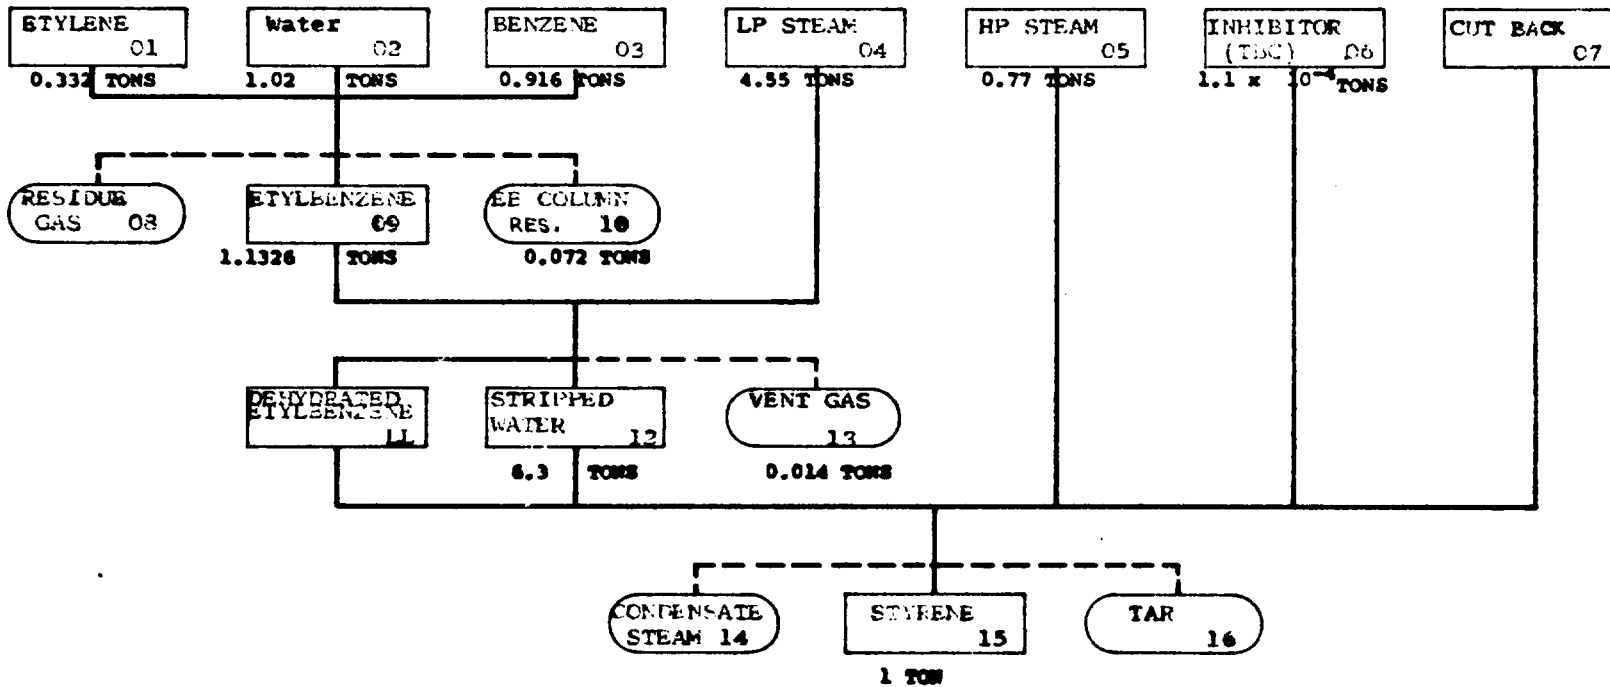 ETYLENE
01
Water
02
BENZENE
03
LP STEAM
04
HP STEAM
05
INHIBITOR
(TBC) 06
CUT BACK
07
0.332 TONS
1.02 TONS
0.916 TONS
4.55 TONS
0.77 TONS
1.1 x 10⁻⁴ TONS
RESIDUE
GAS 08
ETYLBENZENE
09
EE COLUMN
RES. 10
1.1326 TONS
0.072 TONS
DEHYDRATED
ETYLBENZENE
11
STRIPPED
WATER
12
VENT GAS
13
6.3 TONS
0.014 TONS
CONDENSATE
STEAM 14
STYRENE
15
TAR
16
1 TON